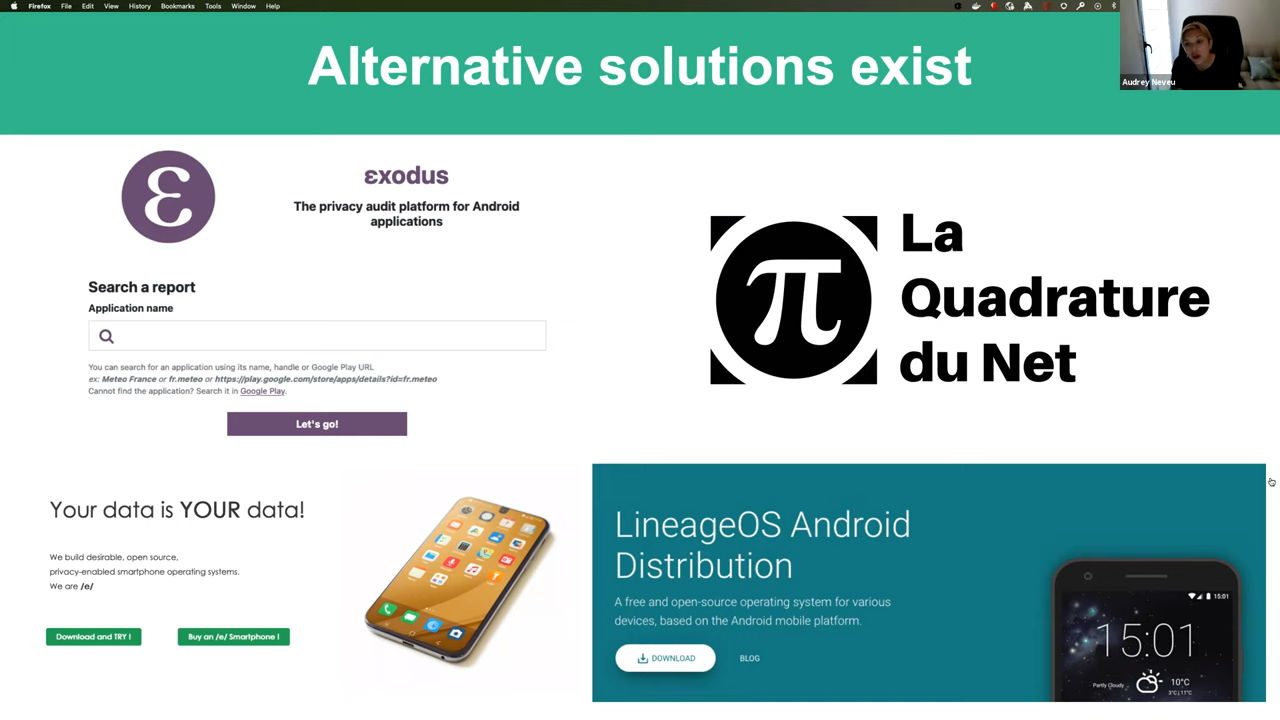 Firefox File Edit View History Bookmarks Tools Window Help
Alternative solutions exist
Audrey Neveu
ε
εxodus
The privacy audit platform for Android
applications
Search a report
Application name
You can search for an application using its name, handle or Google Play URL
ex: Meteo France or fr.meteo or https://play.google.com/store/apps/details?id=fr.meteo
Cannot find the application? Search it in Google Play.
Let's go!
π
La
Quadrature
du Net
Your data is YOUR data!
We build desirable, open source,
privacy-enabled smartphone operating systems.
We are /e/
Download and TRY !
Buy an /e/ Smartphone !
LineageOS Android
Distribution
A free and open-source operating system for various
devices, based on the Android mobile platform.
DOWNLOAD
BLOG
15:01
15:01
Partly Cloudy
10°C
3°C | 11°C